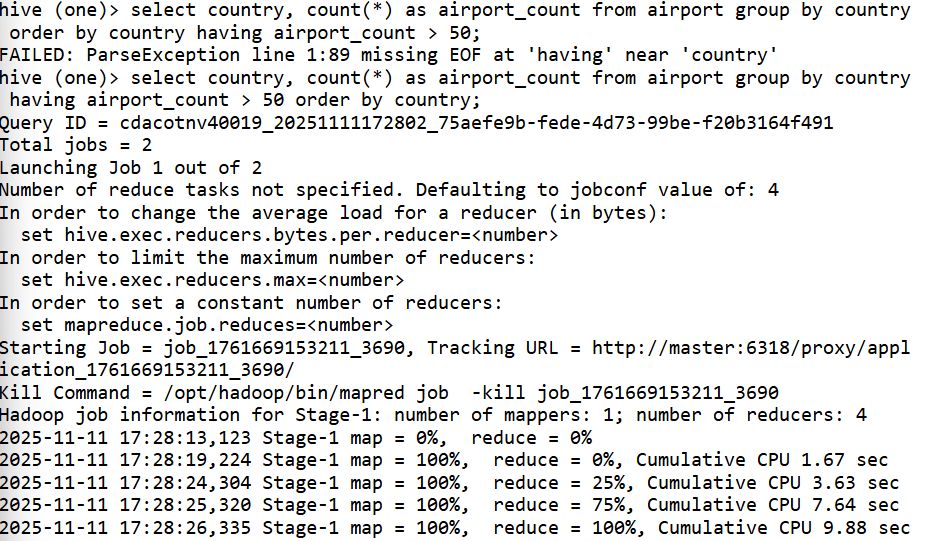 hive (one)> select country, count(*) as airport_count from airport group by country
 order by country having airport_count > 50;
FAILED: ParseException line 1:89 missing EOF at 'having' near 'country'
hive (one)> select country, count(*) as airport_count from airport group by country
 having airport_count > 50 order by country;
Query ID = cdacotnv40019_20251111172802_75aefe9b-fede-4d73-99be-f20b3164f491
Total jobs = 2
Launching Job 1 out of 2
Number of reduce tasks not specified. Defaulting to jobconf value of: 4
In order to change the average load for a reducer (in bytes):
  set hive.exec.reducers.bytes.per.reducer=<number>
In order to limit the maximum number of reducers:
  set hive.exec.reducers.max=<number>
In order to set a constant number of reducers:
  set mapreduce.job.reduces=<number>
Starting Job = job_1761669153211_3690, Tracking URL = http://master:6318/proxy/appl
ication_1761669153211_3690/
Kill Command = /opt/hadoop/bin/mapred job  -kill job_1761669153211_3690
Hadoop job information for Stage-1: number of mappers: 1; number of reducers: 4
2025-11-11 17:28:13,123 Stage-1 map = 0%,  reduce = 0%
2025-11-11 17:28:19,224 Stage-1 map = 100%,  reduce = 0%, Cumulative CPU 1.67 sec
2025-11-11 17:28:24,304 Stage-1 map = 100%,  reduce = 25%, Cumulative CPU 3.63 sec
2025-11-11 17:28:25,320 Stage-1 map = 100%,  reduce = 75%, Cumulative CPU 7.64 sec
2025-11-11 17:28:26,335 Stage-1 map = 100%,  reduce = 100%, Cumulative CPU 9.88 sec